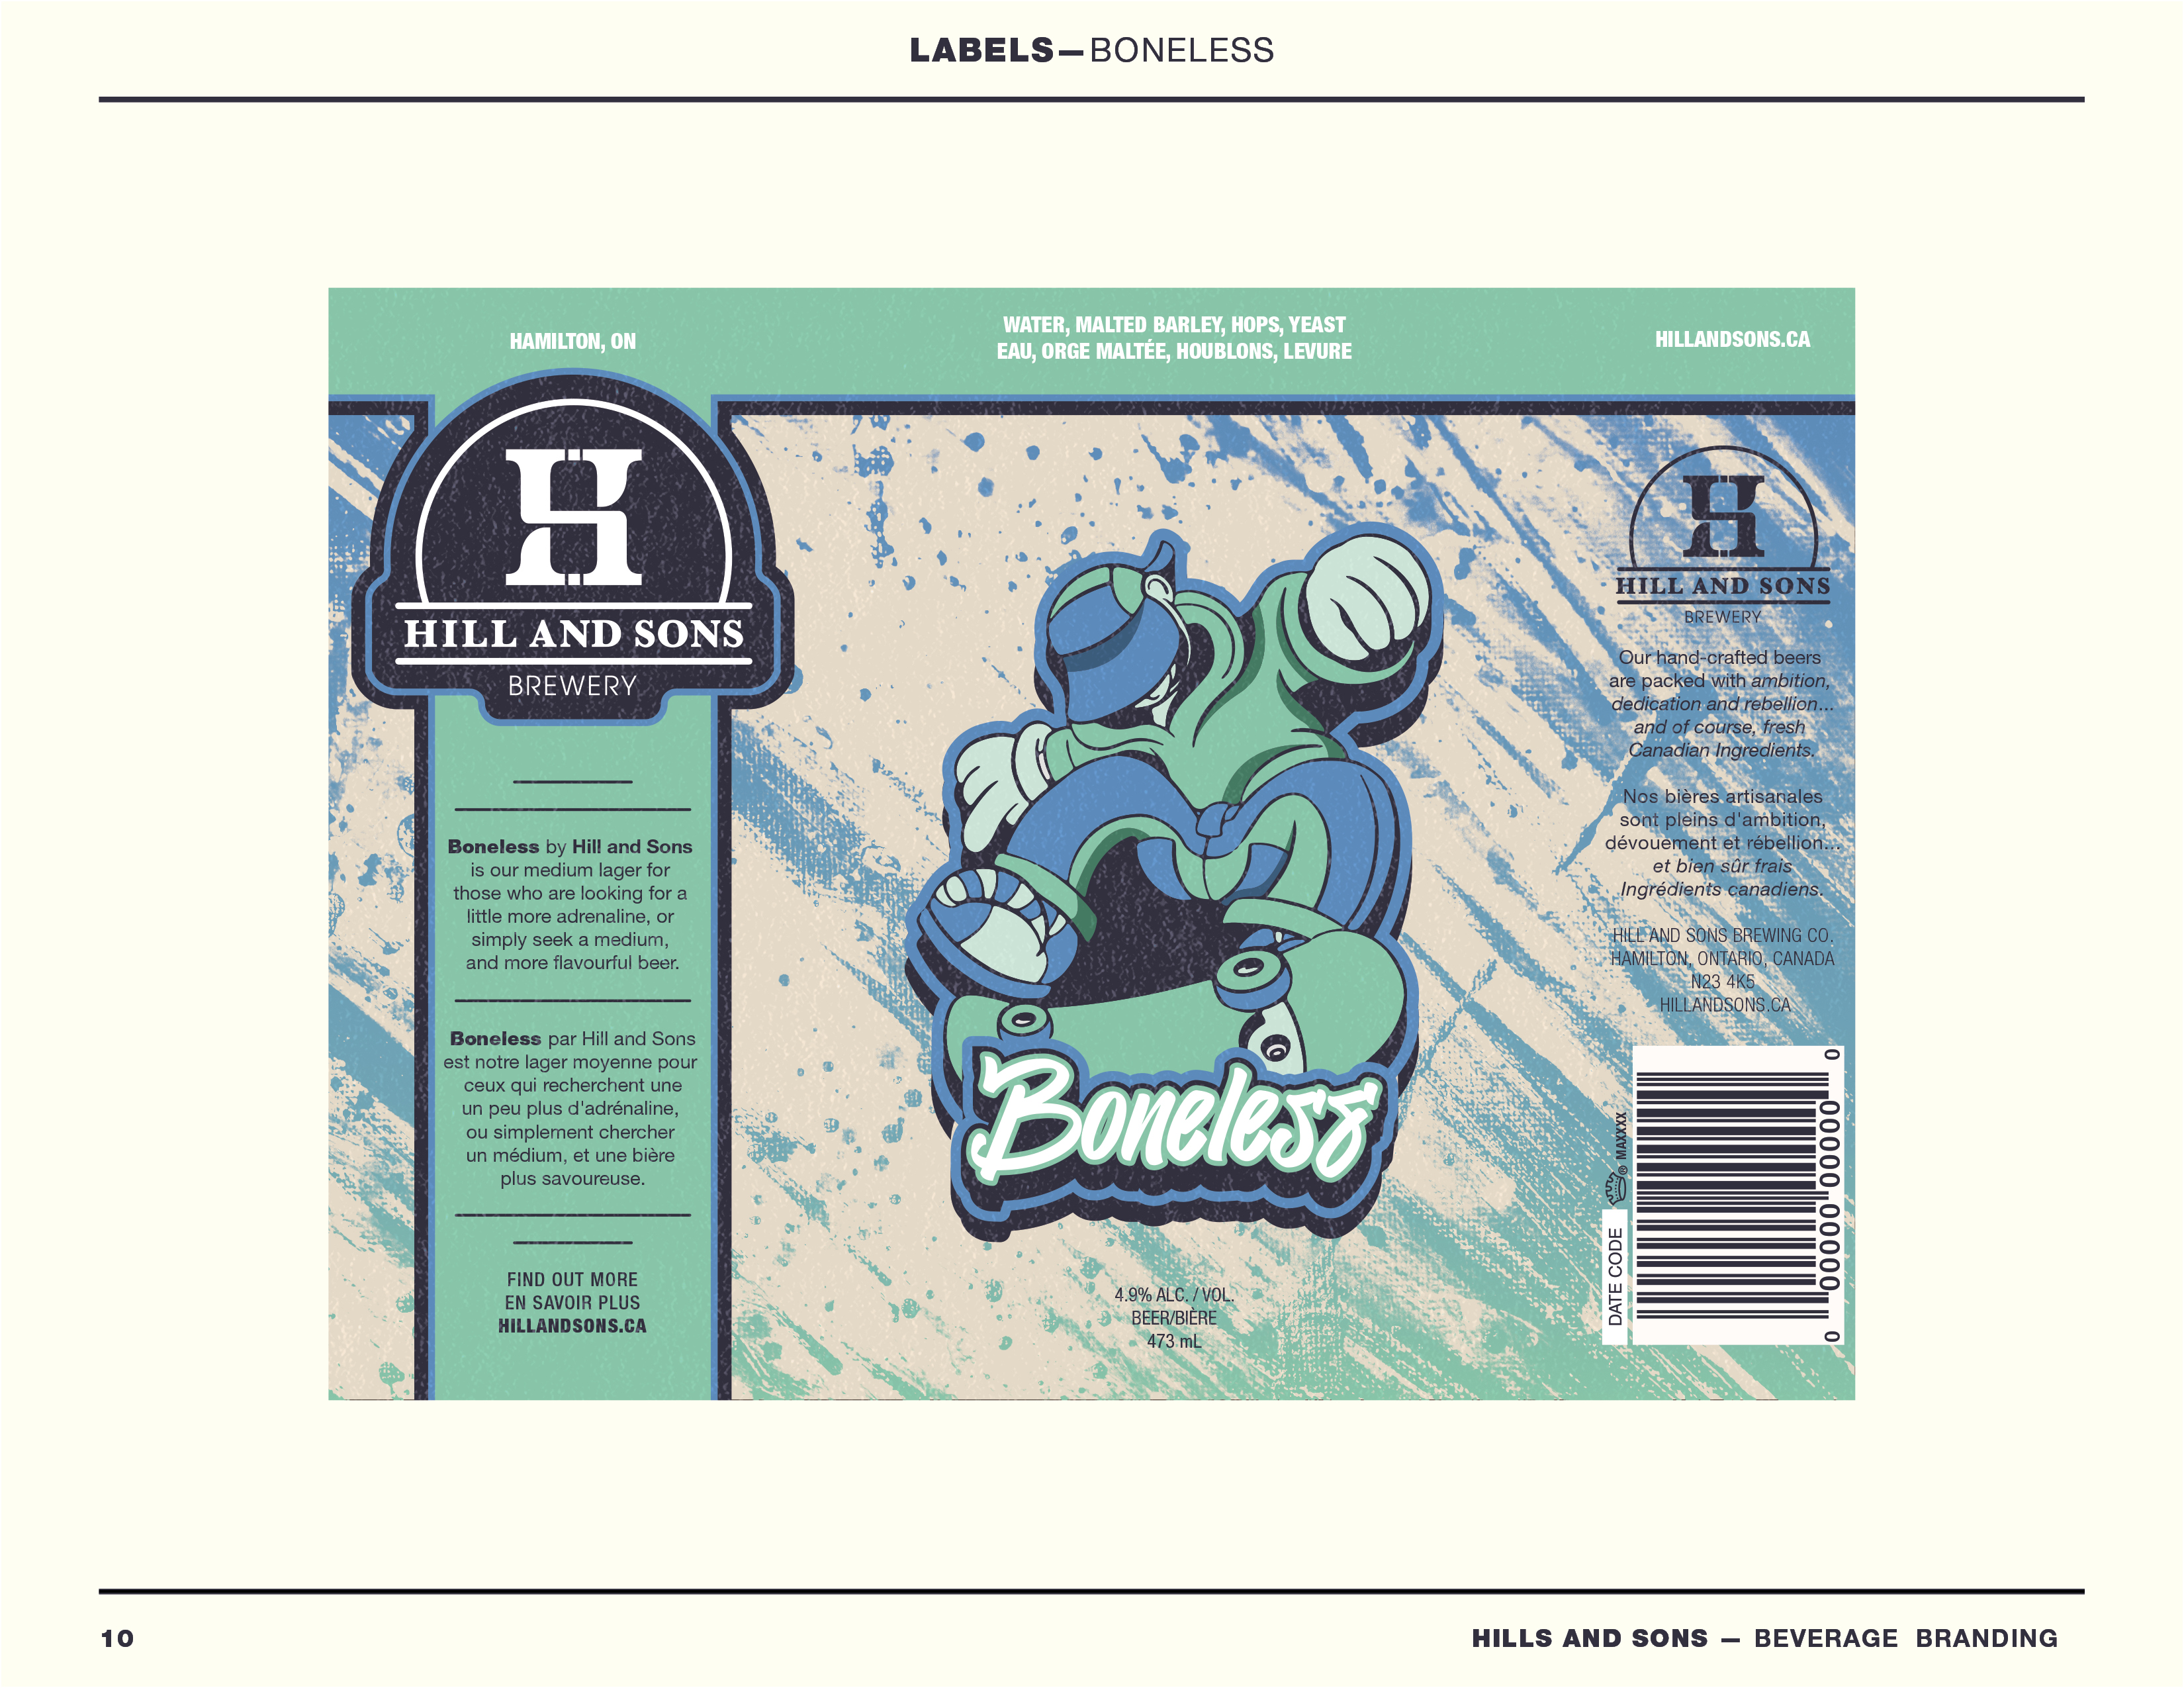 LABELS—BONELESS
HAMILTON, ON
WATER, MALTED BARLEY, HOPS, YEAST
EAU, ORGE MALTÉE, HOUBLONS, LEVURE
HILLANDSONS.CA
H
HILL AND SONS
BREWERY
Boneless by Hill and Sons
is our medium lager for
those who are looking for a
little more adrenaline, or
simply seek a medium,
and more flavourful beer.
Boneless par Hill and Sons
est notre lager moyenne pour
ceux qui recherchent une
un peu plus d'adrénaline,
ou simplement chercher
un médium, et une bière
plus savoureuse.
FIND OUT MORE
EN SAVOIR PLUS
HILLANDSONS.CA
Boneless
4.9% ALC. / VOL.
BEER/BIÈRE
473 mL
H
HILL AND SONS
BREWERY
Our hand-crafted beers
are packed with ambition,
dedication and rebellion...
and of course, fresh
Canadian Ingredients.
Nos bières artisanales
sont pleins d'ambition,
dévouement et rébellion...
et bien sûr frais
Ingrédients canadiens.
HILL AND SONS BREWING CO.
HAMILTON, ONTARIO, CANADA
N23 4K5
HILLANDSONS.CA
DATE CODE
® MAXXX
0 00000 00000 0
10
HILLS AND SONS — BEVERAGE BRANDING